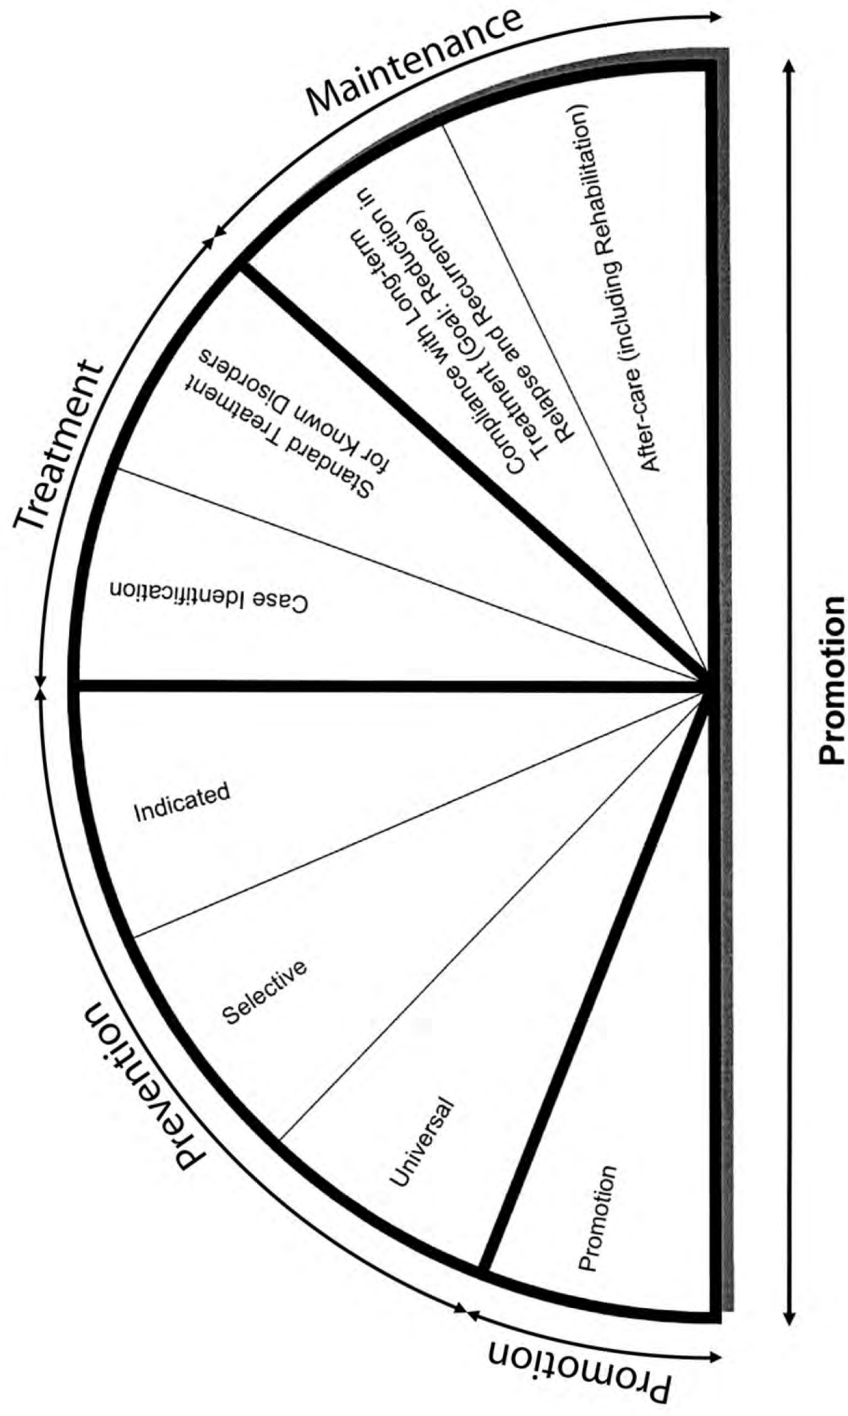 Promotion
Prevention
Treatment
Maintenance
Promotion
Universal
Selective
Indicated
Case Identification
Standard Treatment
for Known Disorders
Compliance with Long-term
Treatment (Goal: Reduction in
Relapse and Recurrence)
After-care (including Rehabilitation)
Promotion